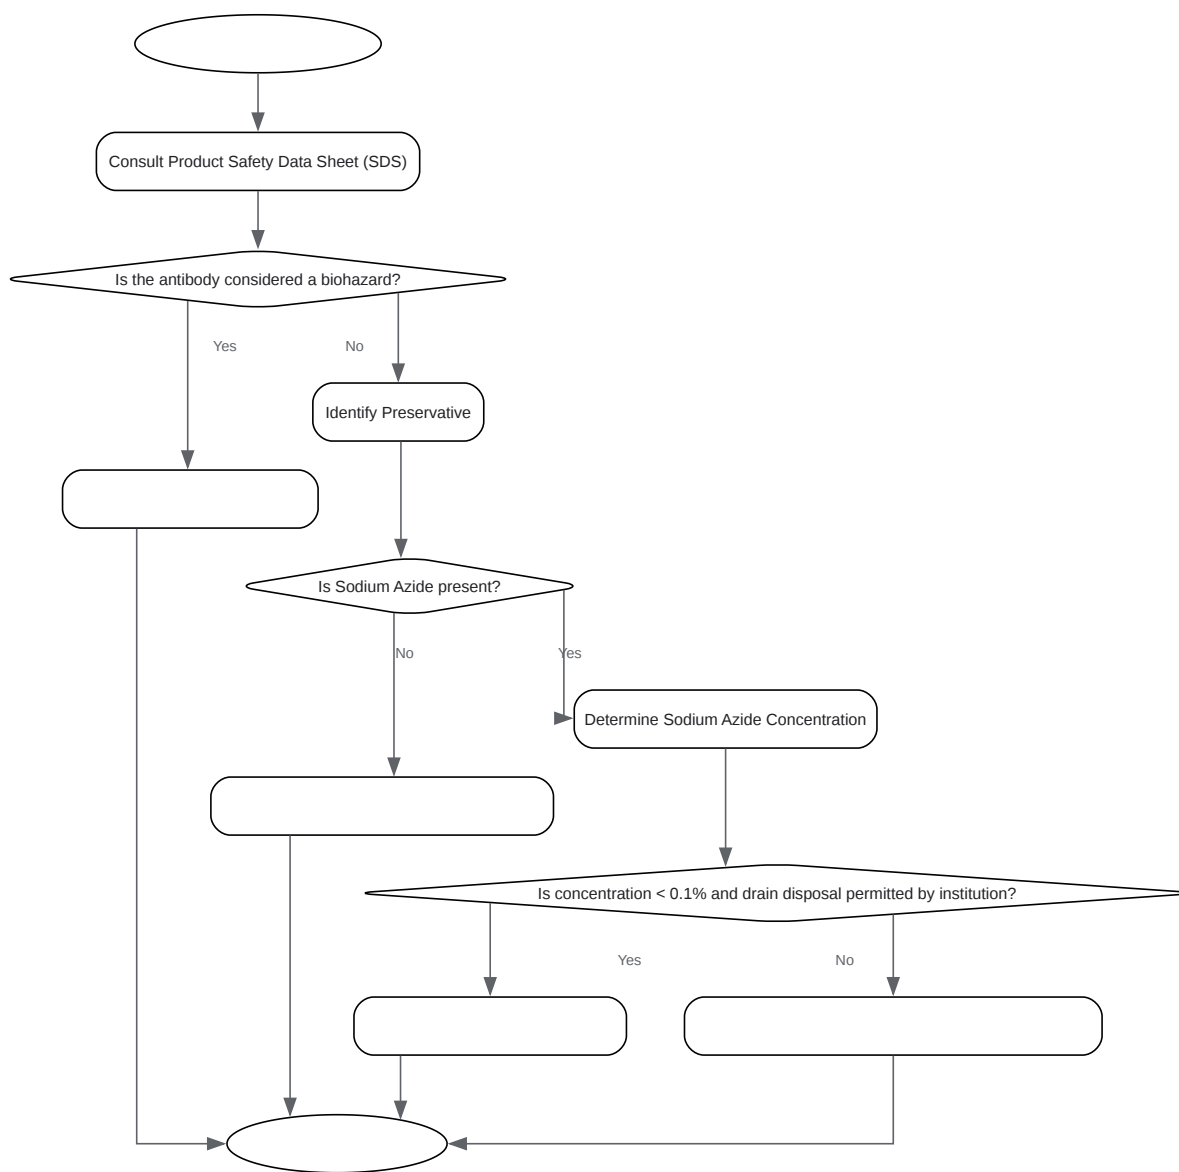 Consult Product Safety Data Sheet (SDS)
Is the antibody considered a biohazard?
Yes
No
Identify Preservative
Is Sodium Azide present?
No
Yes
Determine Sodium Azide Concentration
Is concentration < 0.1% and drain disposal permitted by institution?
Yes
No